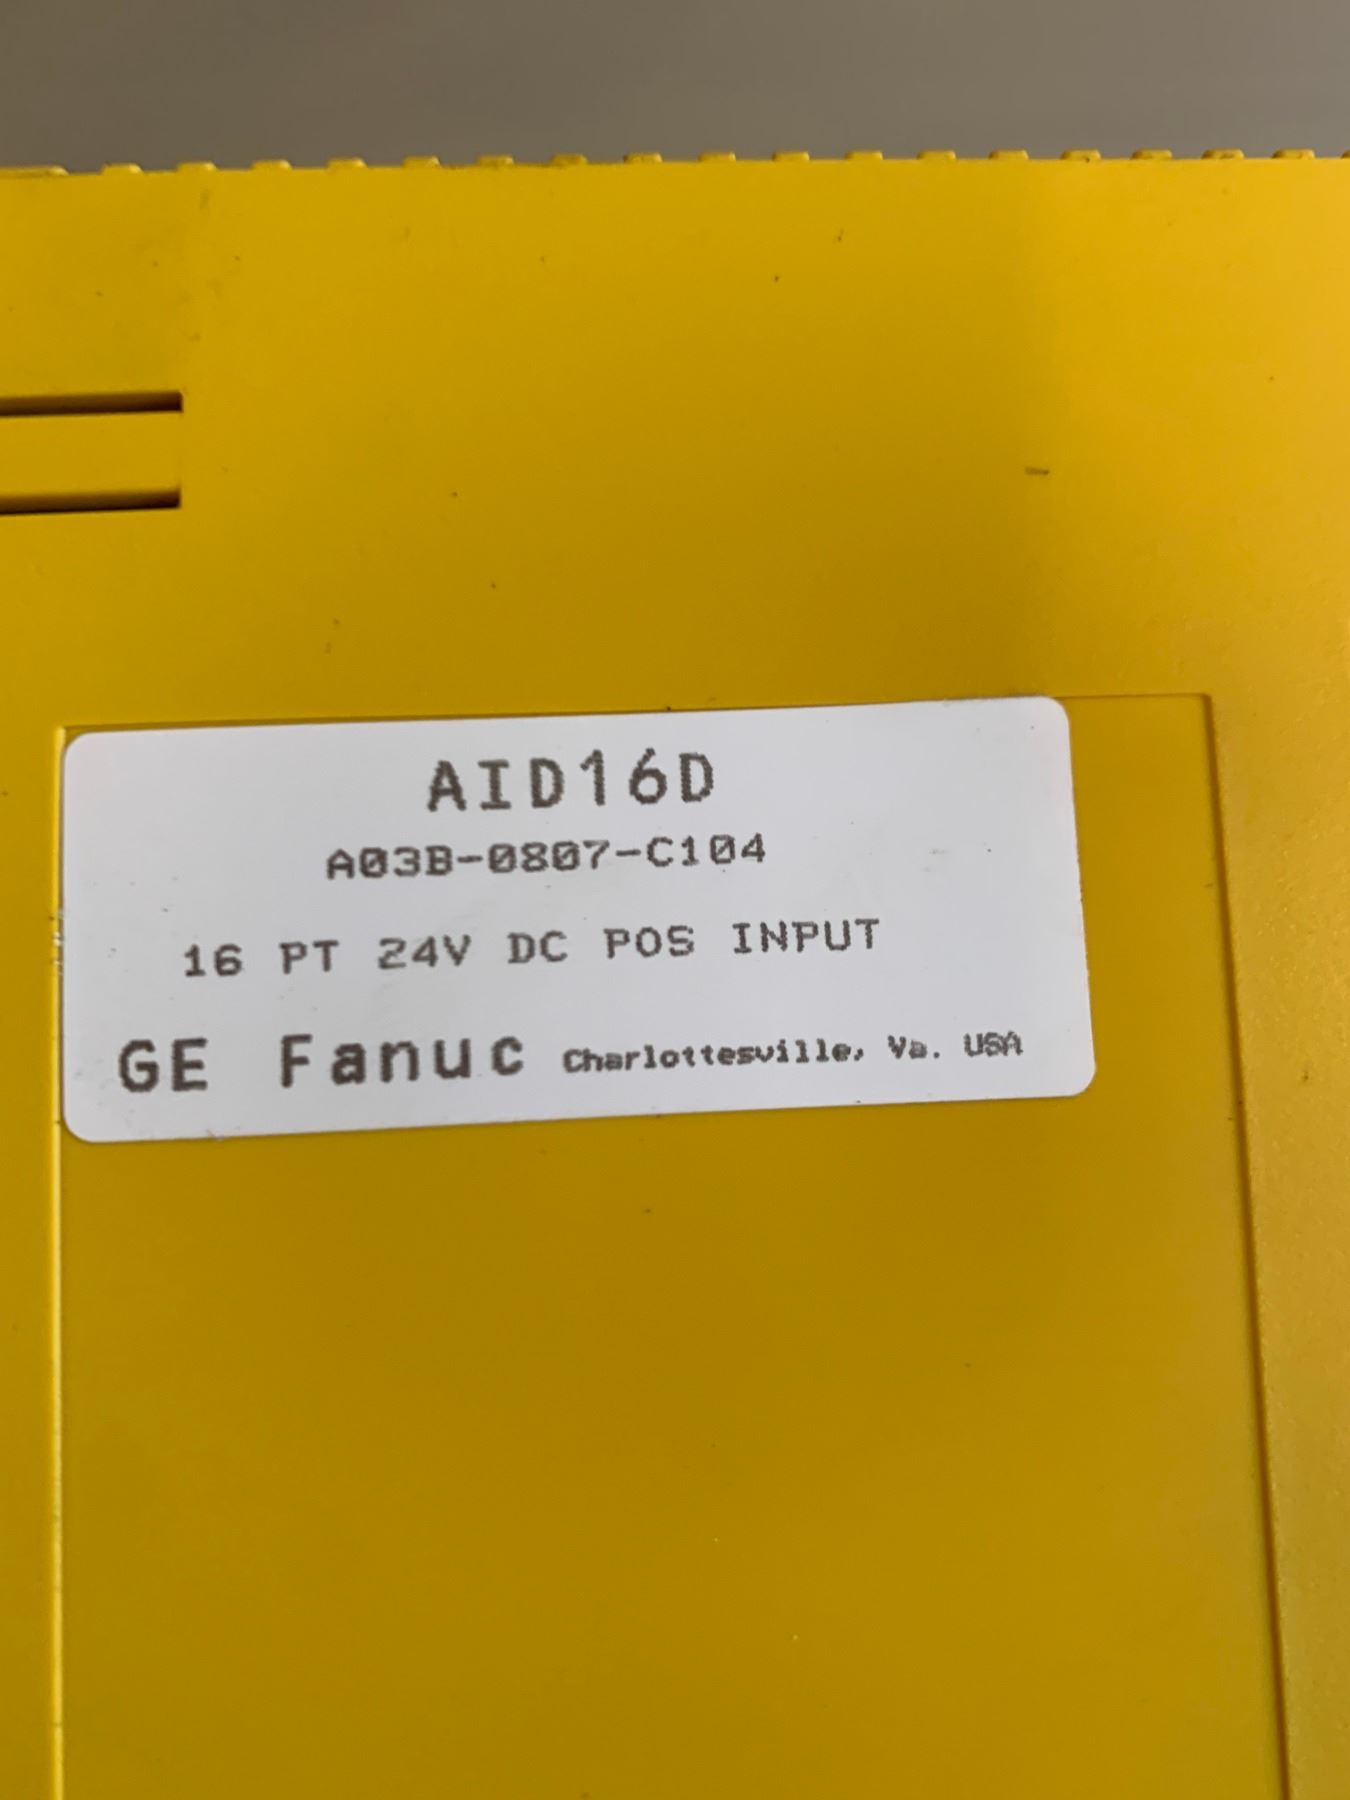 AID16D
A03B-0807-C104
16 PT 24V DC POS INPUT
GE Fanuc Charlottesville, Va. USA